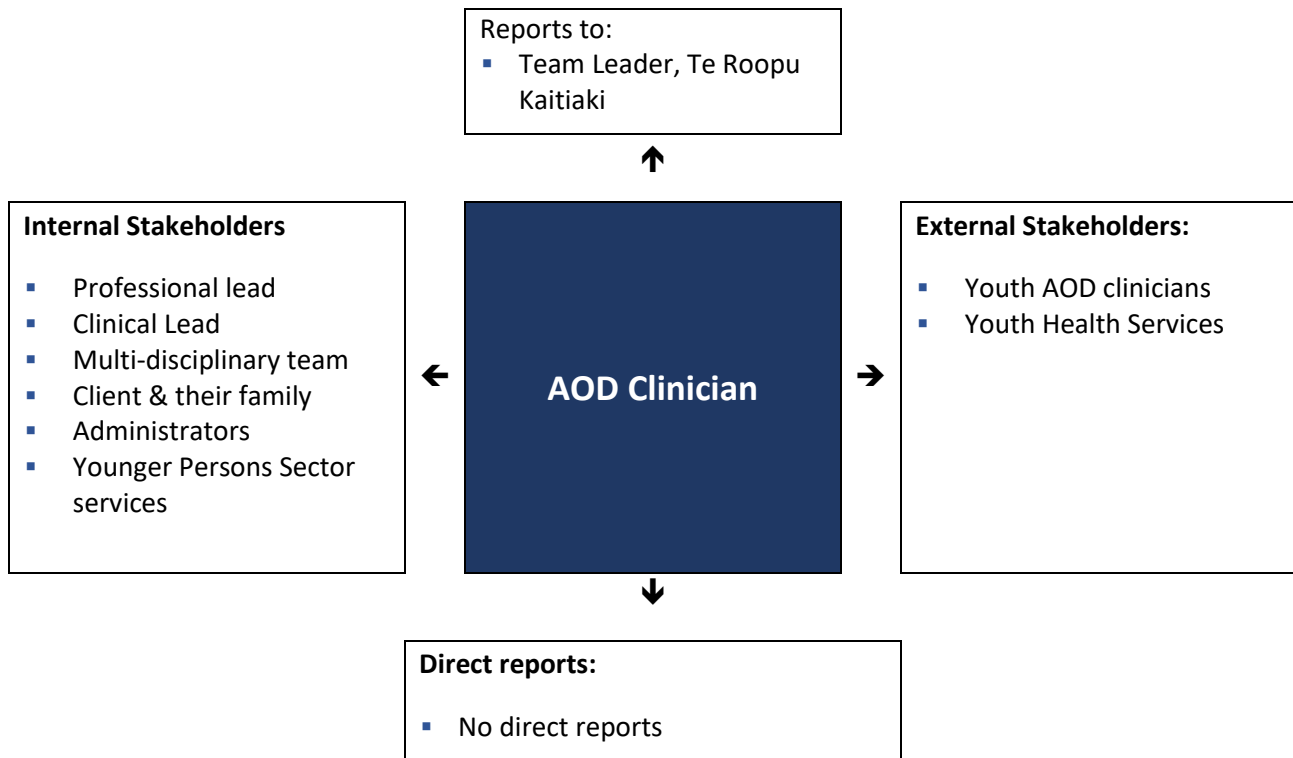 Reports to:
▪ Team Leader, Te Roopu
Kaitiaki
Internal Stakeholders
▪ Professional lead
▪ Clinical Lead
▪ Multi-disciplinary team
▪ Client & their family
▪ Administrators
▪ Younger Persons Sector
services
AOD Clinician
External Stakeholders:
▪ Youth AOD clinicians
▪ Youth Health Services
Direct reports:
▪ No direct reports